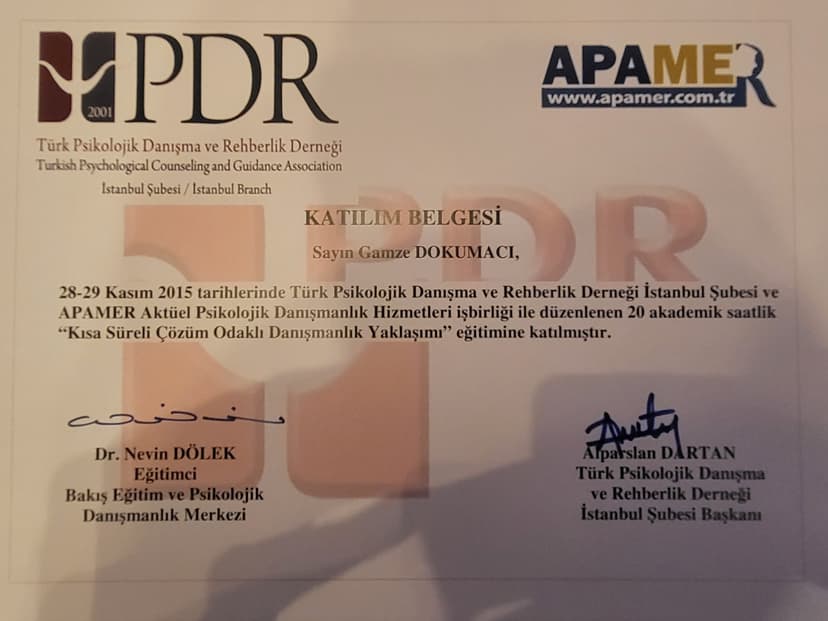 2001 PDR
Türk Psikolojik Danışma ve Rehberlik Derneği
Turkish Psychological Counseling and Guidance Association
İstanbul Şubesi / İstanbul Branch
APAMER
www.apamer.com.tr
PDR
KATILIM BELGESİ
Sayın Gamze DOKUMACI,
28-29 Kasım 2015 tarihlerinde Türk Psikolojik Danışma ve Rehberlik Derneği İstanbul Şubesi ve
APAMER Aktüel Psikolojik Danışmanlık Hizmetleri işbirliği ile düzenlenen 20 akademik saatlik
“Kısa Süreli Çözüm Odaklı Danışmanlık Yaklaşımı” eğitimine katılmıştır.
Dr. Nevin DÖLEK
Eğitimci
Bakış Eğitim ve Psikolojik
Danışmanlık Merkezi
Alparslan DARTAN
Türk Psikolojik Danışma
ve Rehberlik Derneği
İstanbul Şubesi Başkanı